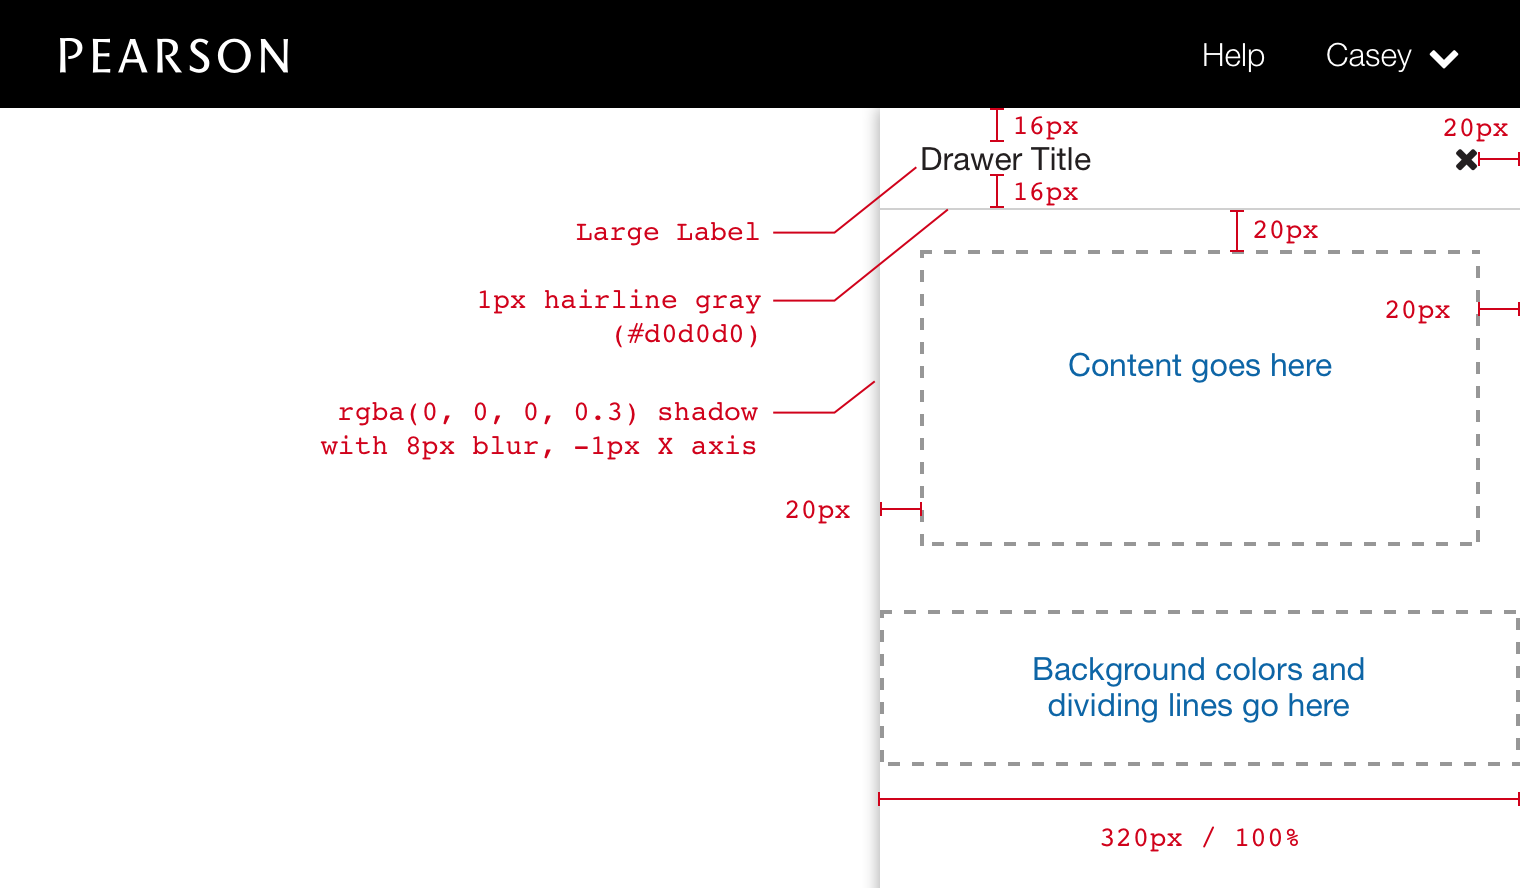 PEARSON
Help
Casey
16px
20px
Drawer Title
16px
Large Label
20px
1px hairline gray
(#d0d0d0)
20px
Content goes here
rgba(0, 0, 0, 0.3) shadow
with 8px blur, -1px X axis
20px
Background colors and
dividing lines go here
320px / 100%